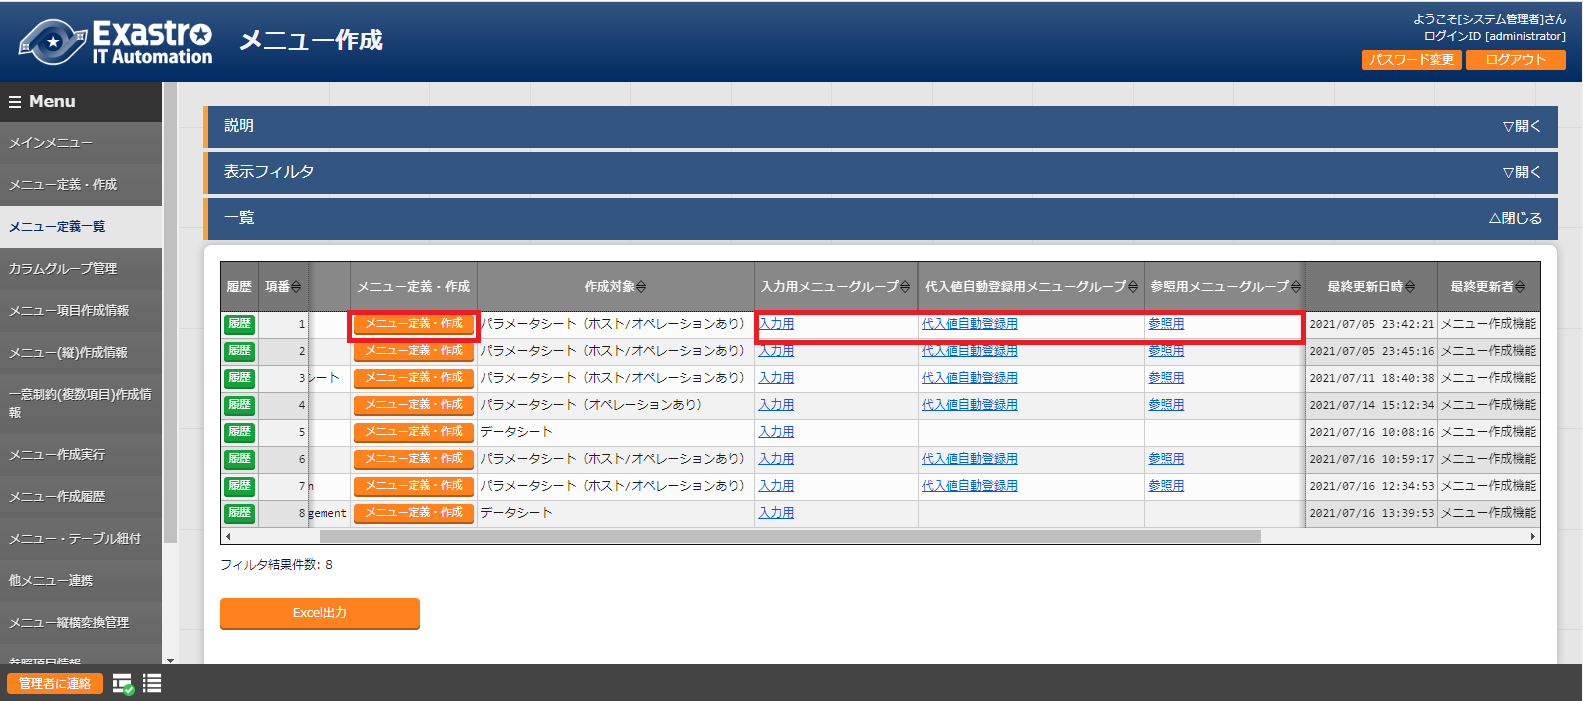 Exastro
IT Automation
メニュー作成
ようこそ[システム管理者]さん
ログインID [administrator]
パスワード変更 ログアウト
Menu
メインメニュー
メニュー定義・作成
メニュー定義一覧
カラムグループ管理
メニュー項目作成情報
メニュー(縦)作成情報
一意制約(複数項目)作成情
報
メニュー作成実行
メニュー作成履歴
メニュー・テーブル紐付
他メニュー連携
メニュー縦横変換管理
参照項目情報
管理者に連絡
説明 ▽開く
表示フィルタ ▽開く
一覧 △閉じる
履歴 項番 メニュー定義・作成 作成対象 入力用メニューグループ 代入値自動登録用メニューグループ 参照用メニューグループ 最終更新日時 最終更新者
履歴 1 メニュー定義・作成 パラメータシート（ホスト/オペレーションあり） 入力用 代入値自動登録用 参照用 2021/07/05 23:42:21 メニュー作成機能
履歴 2 メニュー定義・作成 パラメータシート（ホスト/オペレーションあり） 入力用 代入値自動登録用 参照用 2021/07/05 23:45:16 メニュー作成機能
履歴 3 シート メニュー定義・作成 パラメータシート（ホスト/オペレーションあり） 入力用 代入値自動登録用 参照用 2021/07/11 18:40:38 メニュー作成機能
履歴 4 メニュー定義・作成 パラメータシート（オペレーションあり） 入力用 代入値自動登録用 参照用 2021/07/14 15:12:34 メニュー作成機能
履歴 5 メニュー定義・作成 データシート 入力用 2021/07/16 10:08:16 メニュー作成機能
履歴 6 メニュー定義・作成 パラメータシート（ホスト/オペレーションあり） 入力用 代入値自動登録用 参照用 2021/07/16 10:59:17 メニュー作成機能
履歴 7 n メニュー定義・作成 パラメータシート（ホスト/オペレーションあり） 入力用 代入値自動登録用 参照用 2021/07/16 12:34:53 メニュー作成機能
履歴 8 gement メニュー定義・作成 データシート 入力用 2021/07/16 13:39:53 メニュー作成機能
フィルタ結果件数: 8
Excel出力